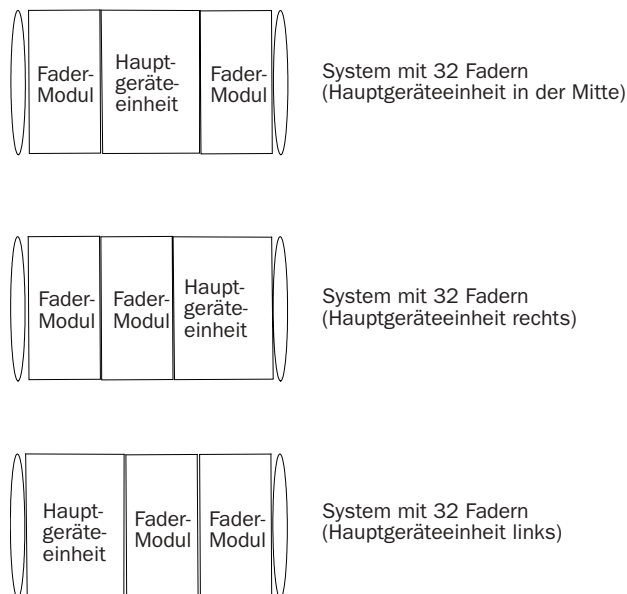 Fader-
Modul
Haupt-
geräte-
einheit
Fader-
Modul
System mit 32 Fadern
(Hauptgeräteeinheit in der Mitte)
Fader-
Modul
Fader-
Modul
Haupt-
geräte-
einheit
System mit 32 Fadern
(Hauptgeräteeinheit rechts)
Haupt-
geräte-
einheit
Fader-
Modul
Fader-
Modul
System mit 32 Fadern
(Hauptgeräteeinheit links)